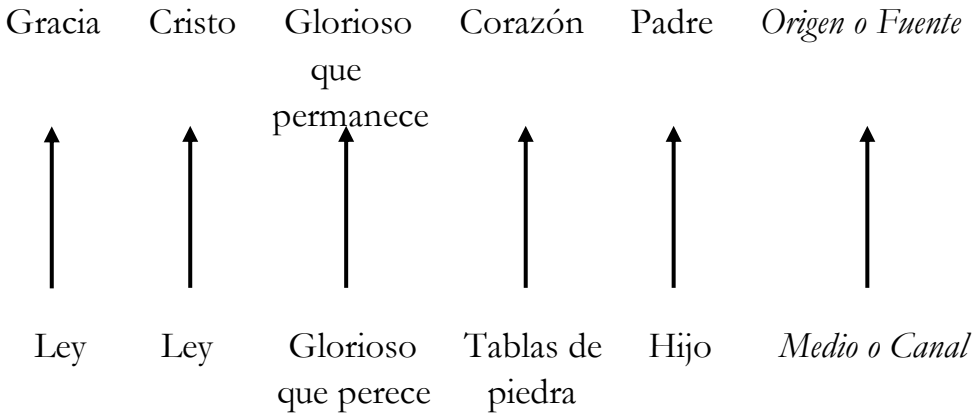 Gracia Cristo Glorioso Corazón Padre Origen o Fuente
que
permanece
Ley Ley Glorioso Tablas de Hijo Medio o Canal
que perece piedra